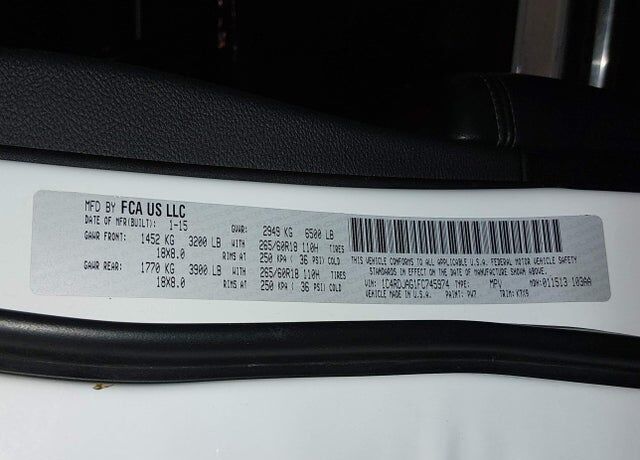 MFD BY FCA US LLC
DATE OF MFR(BUILT): 1-15 GVWR: 2949 KG 6500 LB
GAWR FRONT: 1452 KG 3200 LB WITH 265/60R18 110H TIRES
18X8.0 RIMS AT 250 KPA ( 36 PSI) COLD
GAWR REAR: 1770 KG 3900 LB WITH 265/60R18 110H TIRES
18X8.0 RIMS AT 250 KPA ( 36 PSI) COLD
THIS VEHICLE CONFORMS TO ALL APPLICABLE U.S.A. FEDERAL MOTOR VEHICLE SAFETY
STANDARDS IN EFFECT ON THE DATE OF MANUFACTURE SHOWN ABOVE.
VIN: 1C4RDJAG1FC745974 TYPE: MPV MDH: 011513 103AA
VEHICLE MADE IN U.S.A. PAINT: PW7 TRIM: